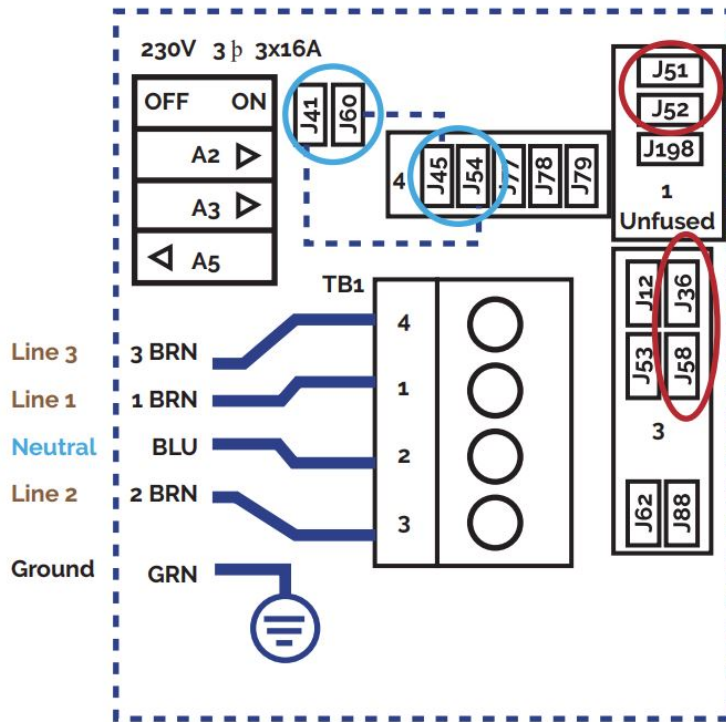 230V 3 þ 3x16A
OFF ON
A2
A3
A5
J41
J60
4
J45
J54
J77
J78
J79
J51
J52
J198
1
Unfused
J12
J36
J53
J58
3
J62
J88
TB1
Line 3 3 BRN 4
Line 1 1 BRN 1
Neutral BLU 2
Line 2 2 BRN 3
Ground GRN